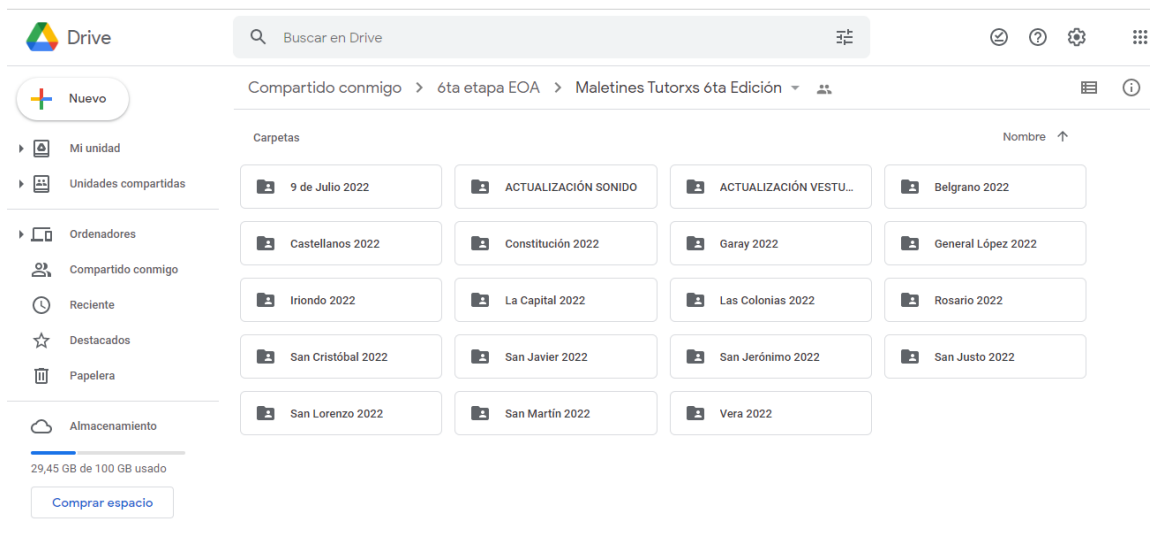 Drive
Buscar en Drive
Nuevo
Mi unidad
Unidades compartidas
Ordenadores
Compartido conmigo
Reciente
Destacados
Papelera
Almacenamiento
29,45 GB de 100 GB usado
Comprar espacio
Compartido conmigo > 6ta etapa EOA > Maletines Tutorxs 6ta Edición
Carpetas Nombre
9 de Julio 2022 ACTUALIZACIÓN SONIDO ACTUALIZACIÓN VESTU... Belgrano 2022
Castellanos 2022 Constitución 2022 Garay 2022 General López 2022
Iriondo 2022 La Capital 2022 Las Colonias 2022 Rosario 2022
San Cristóbal 2022 San Javier 2022 San Jerónimo 2022 San Justo 2022
San Lorenzo 2022 San Martín 2022 Vera 2022